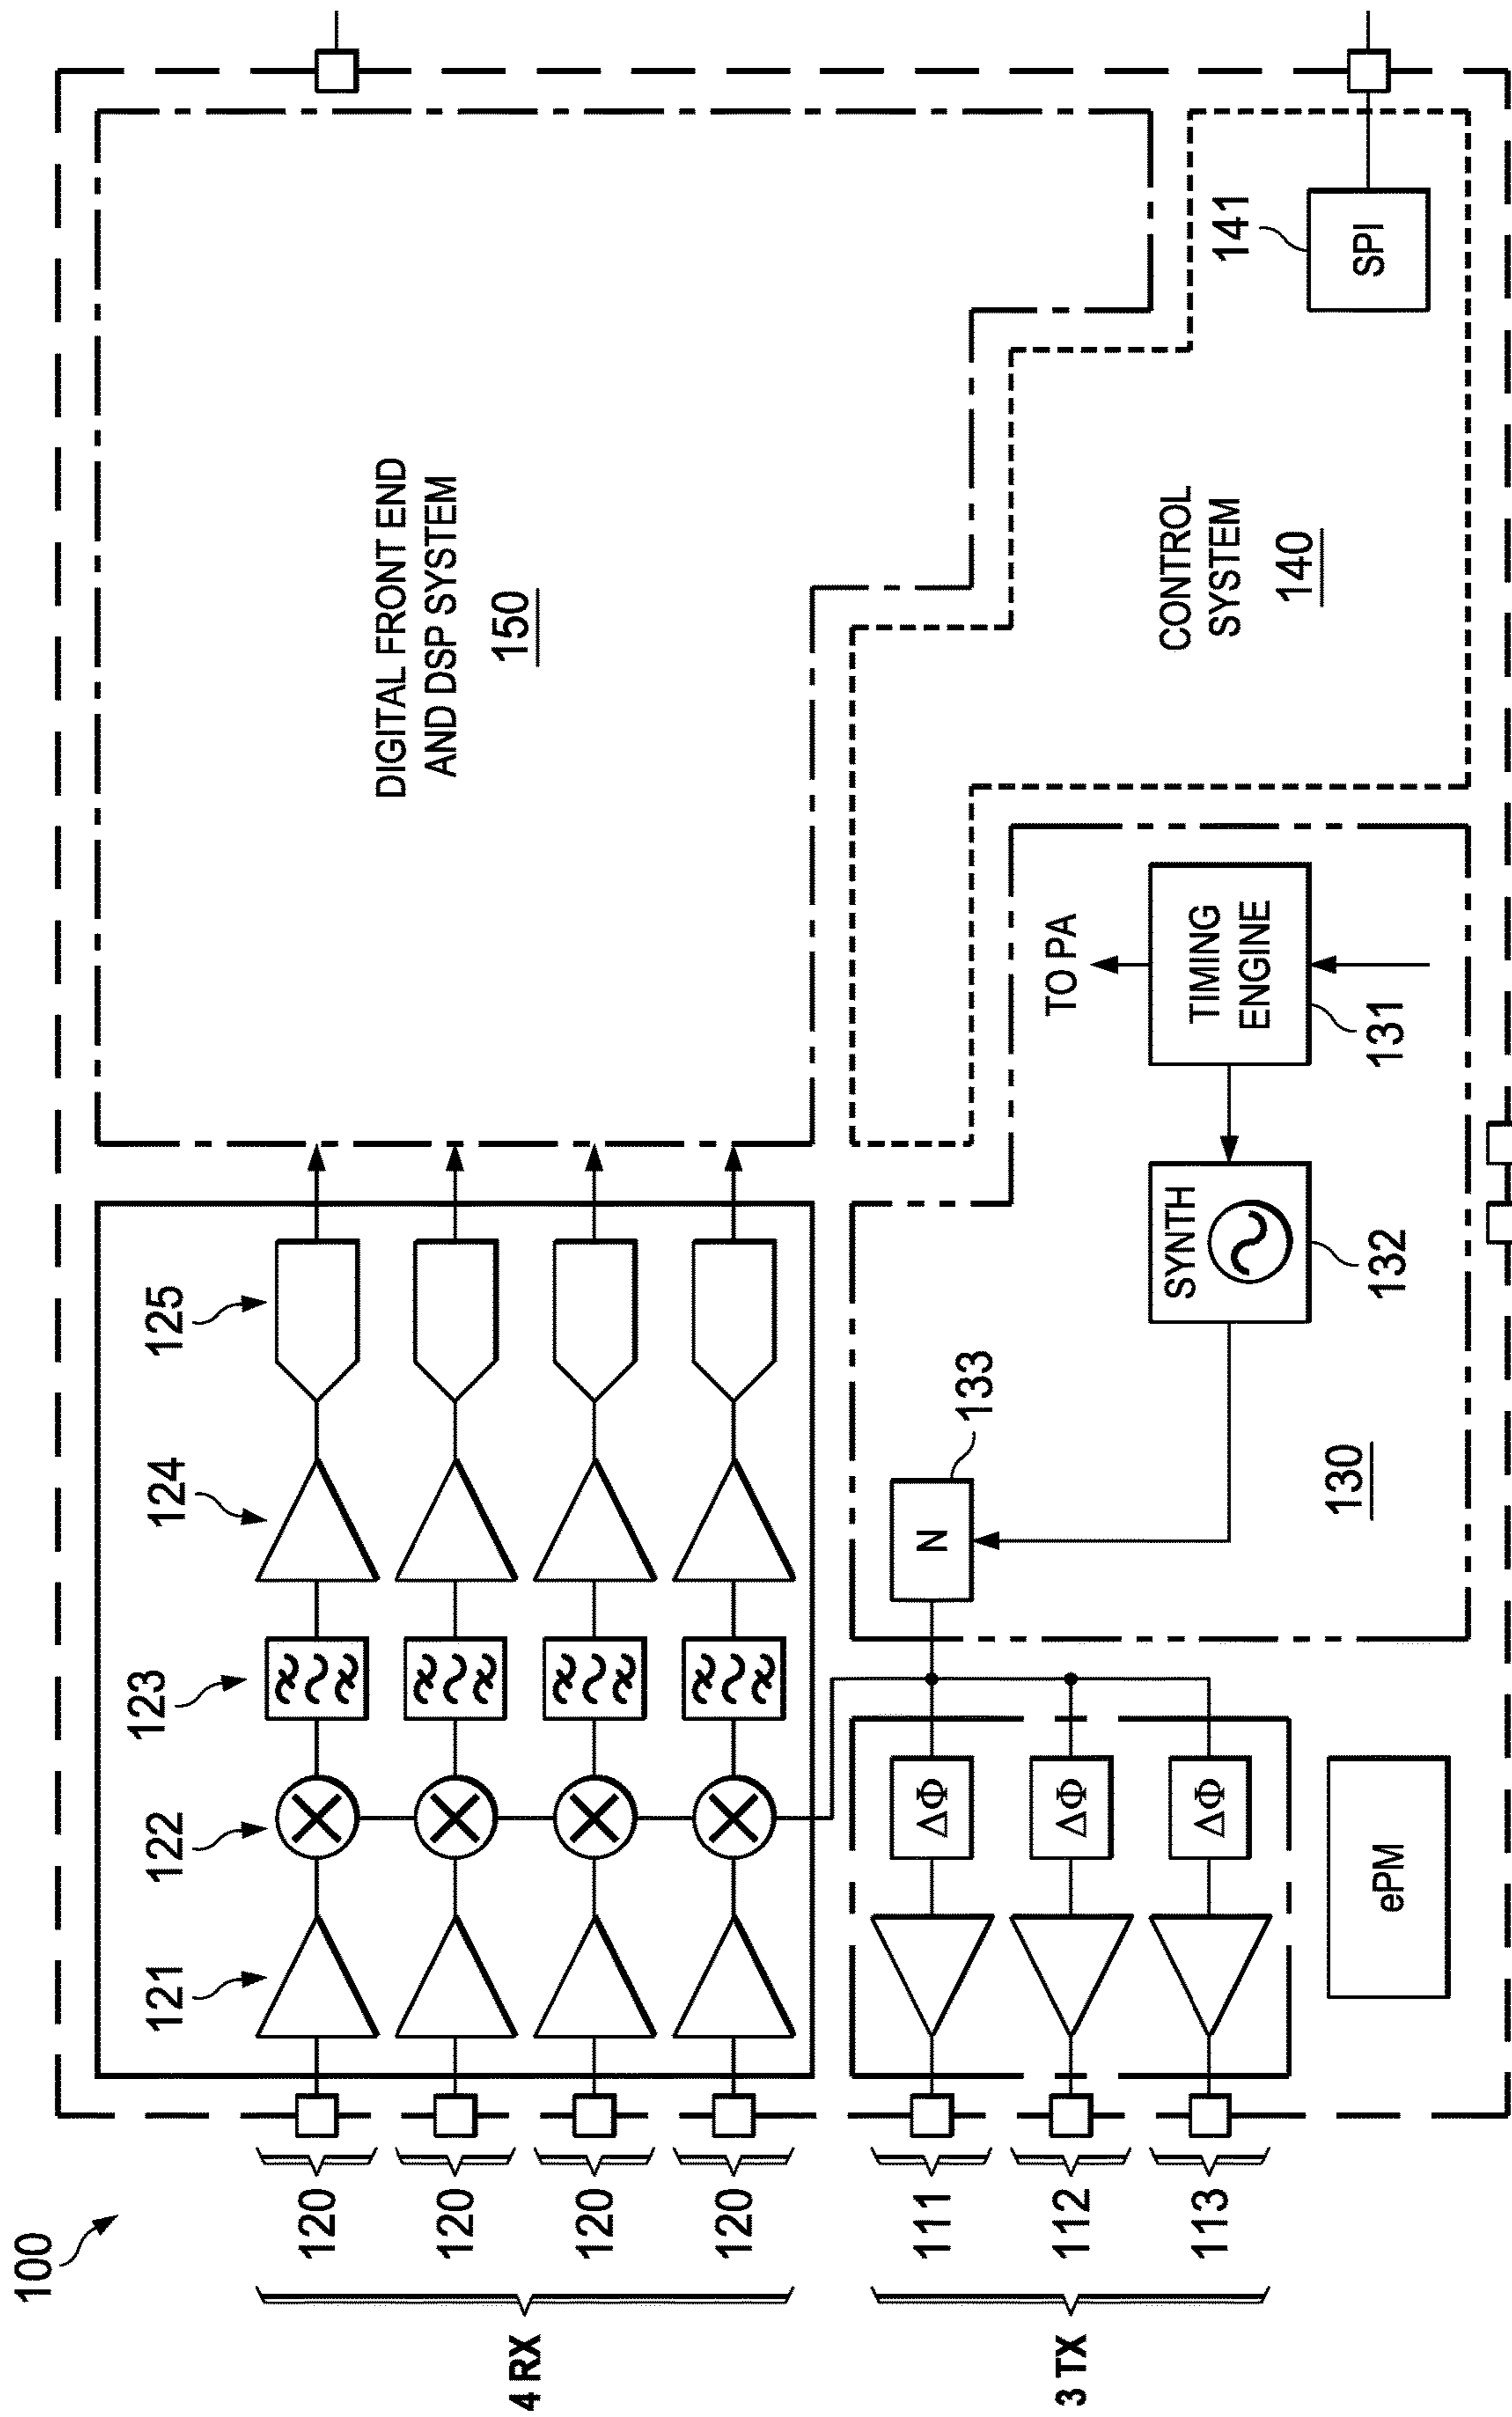 100
4 RX
120
120
120
120
121
122
123
124
125
DIGITAL FRONT END
AND DSP SYSTEM
150
3 TX
111
112
113
ΔΦ
ΔΦ
ΔΦ
ePM
N
133
130
SYNTH
132
TO PA
TIMING
ENGINE
131
CONTROL
SYSTEM
140
141
SPI